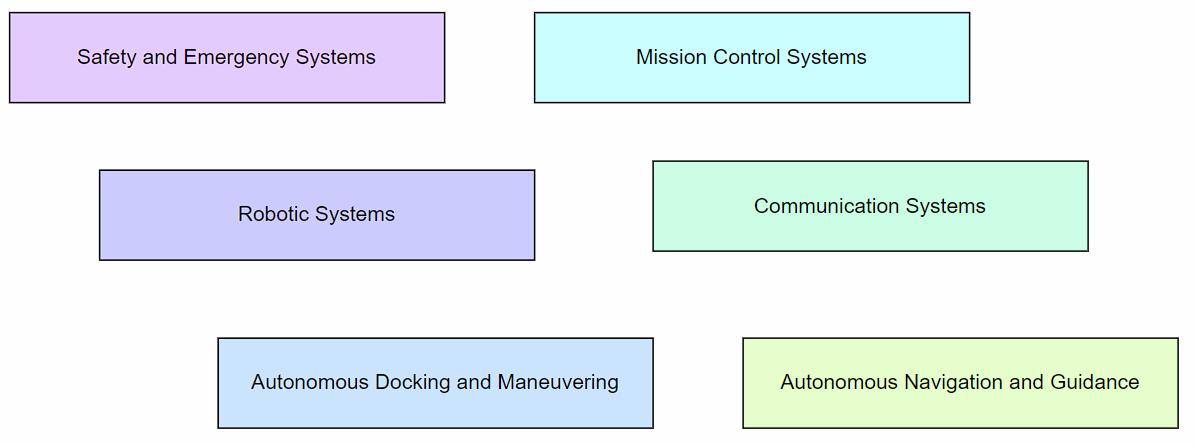 Safety and Emergency Systems
Mission Control Systems
Robotic Systems
Communication Systems
Autonomous Docking and Maneuvering
Autonomous Navigation and Guidance